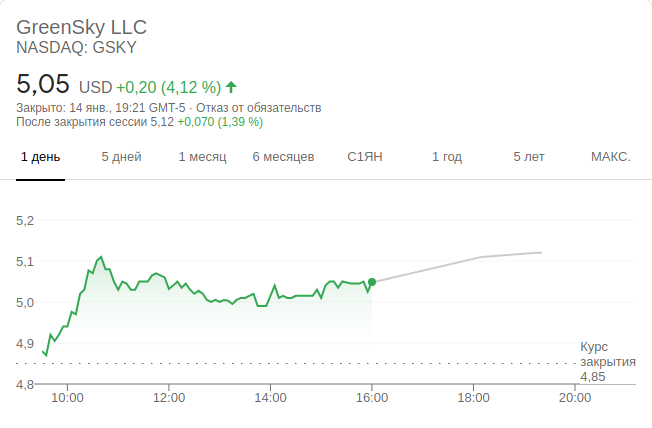 GreenSky LLC
NASDAQ: GSKY
5,05 USD +0,20 (4,12 %)
Закрыто: 14 янв., 19:21 GMT-5 · Отказ от обязательств
После закрытия сессии 5,12 +0,070 (1,39 %)
1 день 5 дней 1 месяц 6 месяцев С1ЯН 1 год 5 лет МАКС.
5,2
5,1
5,0
4,9
Курс
закрытия
4,85
4,8
10:00 12:00 14:00 16:00 18:00 20:00